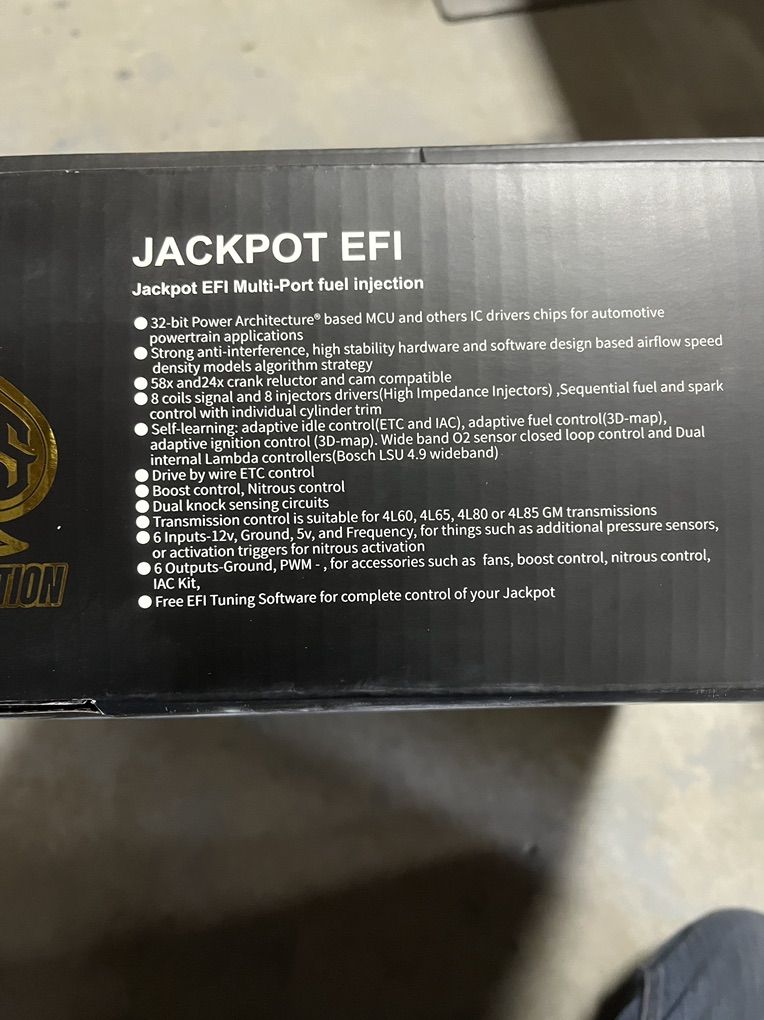 JACKPOT EFI
Jackpot EFI Multi-Port fuel injection
● 32-bit Power Architecture® based MCU and others IC drivers chips for automotive
powertrain applications
● Strong anti-interference, high stability hardware and software design based airflow speed
density models algorithm strategy
● 58x and24x crank reluctor and cam compatible
● 8 coils signal and 8 injectors drivers(High Impedance Injectors) ,Sequential fuel and spark
control with individual cylinder trim
● Self-learning: adaptive idle control(ETC and IAC), adaptive fuel control(3D-map),
adaptive ignition control (3D-map). Wide band O2 sensor closed loop control and Dual
internal Lambda controllers(Bosch LSU 4.9 wideband)
● Drive by wire ETC control
● Boost control, Nitrous control
● Dual knock sensing circuits
● Transmission control is suitable for 4L60, 4L65, 4L80 or 4L85 GM transmissions
● 6 Inputs-12v, Ground, 5v, and Frequency, for things such as additional pressure sensors,
or activation triggers for nitrous activation
● 6 Outputs-Ground, PWM - , for accessories such as fans, boost control, nitrous control,
IAC Kit,
● Free EFI Tuning Software for complete control of your Jackpot
TION